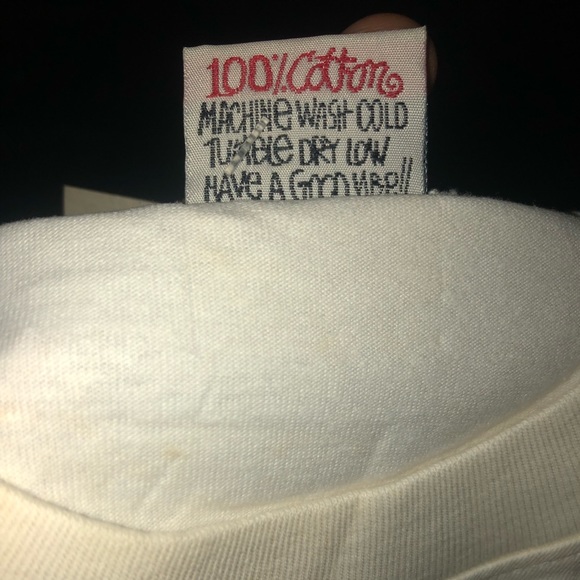 100% Cotton
MACHINE WASH COLD
TUMBLE DRY LOW
HAVE A GOOD VIBE!!